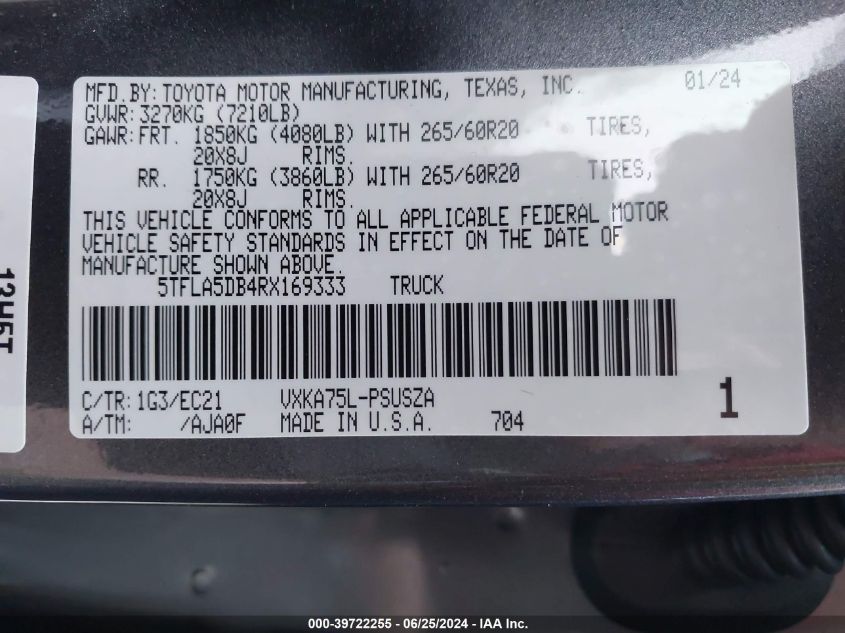 MFD.BY: TOYOTA MOTOR MANUFACTURING, TEXAS, INC. 01/24
GVWR: 3270KG (7210LB)
GAWR: FRT. 1850KG (4080LB) WITH 265/60R20 TIRES,
20X8J RIMS.
RR. 1750KG (3860LB) WITH 265/60R20 TIRES,
20X8J RIMS.
THIS VEHICLE CONFORMS TO ALL APPLICABLE FEDERAL MOTOR
VEHICLE SAFETY STANDARDS IN EFFECT ON THE DATE OF
MANUFACTURE SHOWN ABOVE.
5TFLA5DB4RX169333 TRUCK
C/TR: 1G3/EC21 VXKA75L-PSUSZA 1
A/TM: /AJA0F MADE IN U.S.A. 704
13H5T
000-39722255 - 06/25/2024 - IAA Inc.